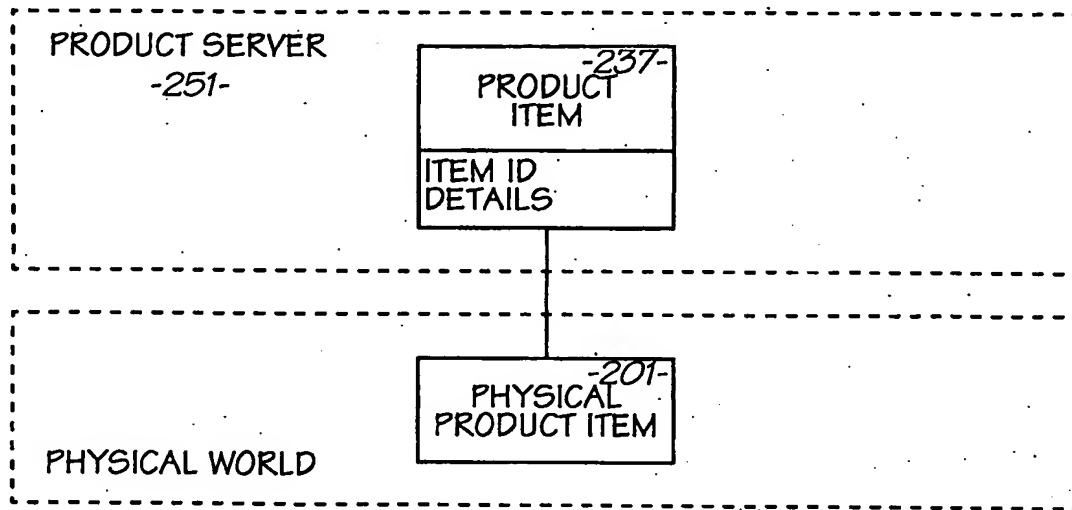 PRODUCT SERVER
-251-
-237-
PRODUCT
ITEM
ITEM ID
DETAILS
-201-
PHYSICAL
PRODUCT ITEM
PHYSICAL WORLD